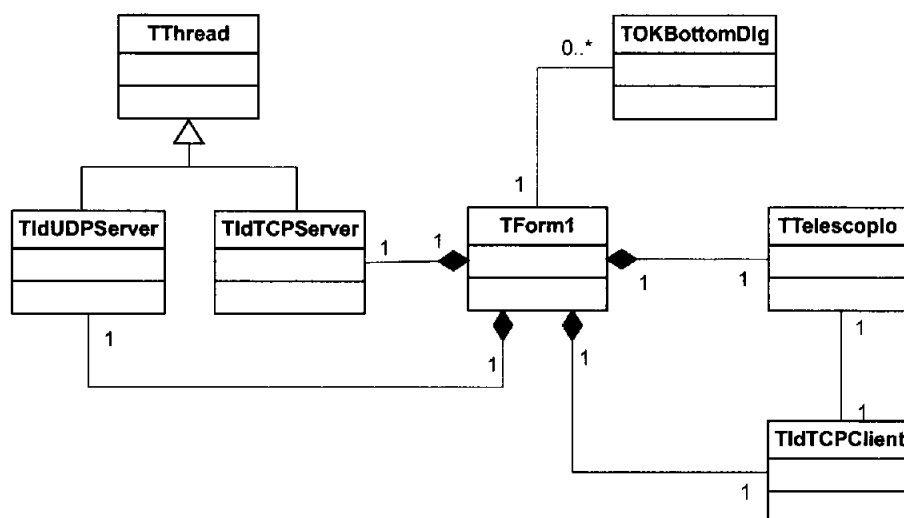 TThread
TOKBottomDlg
0..*
1
TIdUDPServer
TIdTCPServer
TForm1
TTelescopio
1
1
1
1
1
1
1
1
1
TIdTCPClient
1